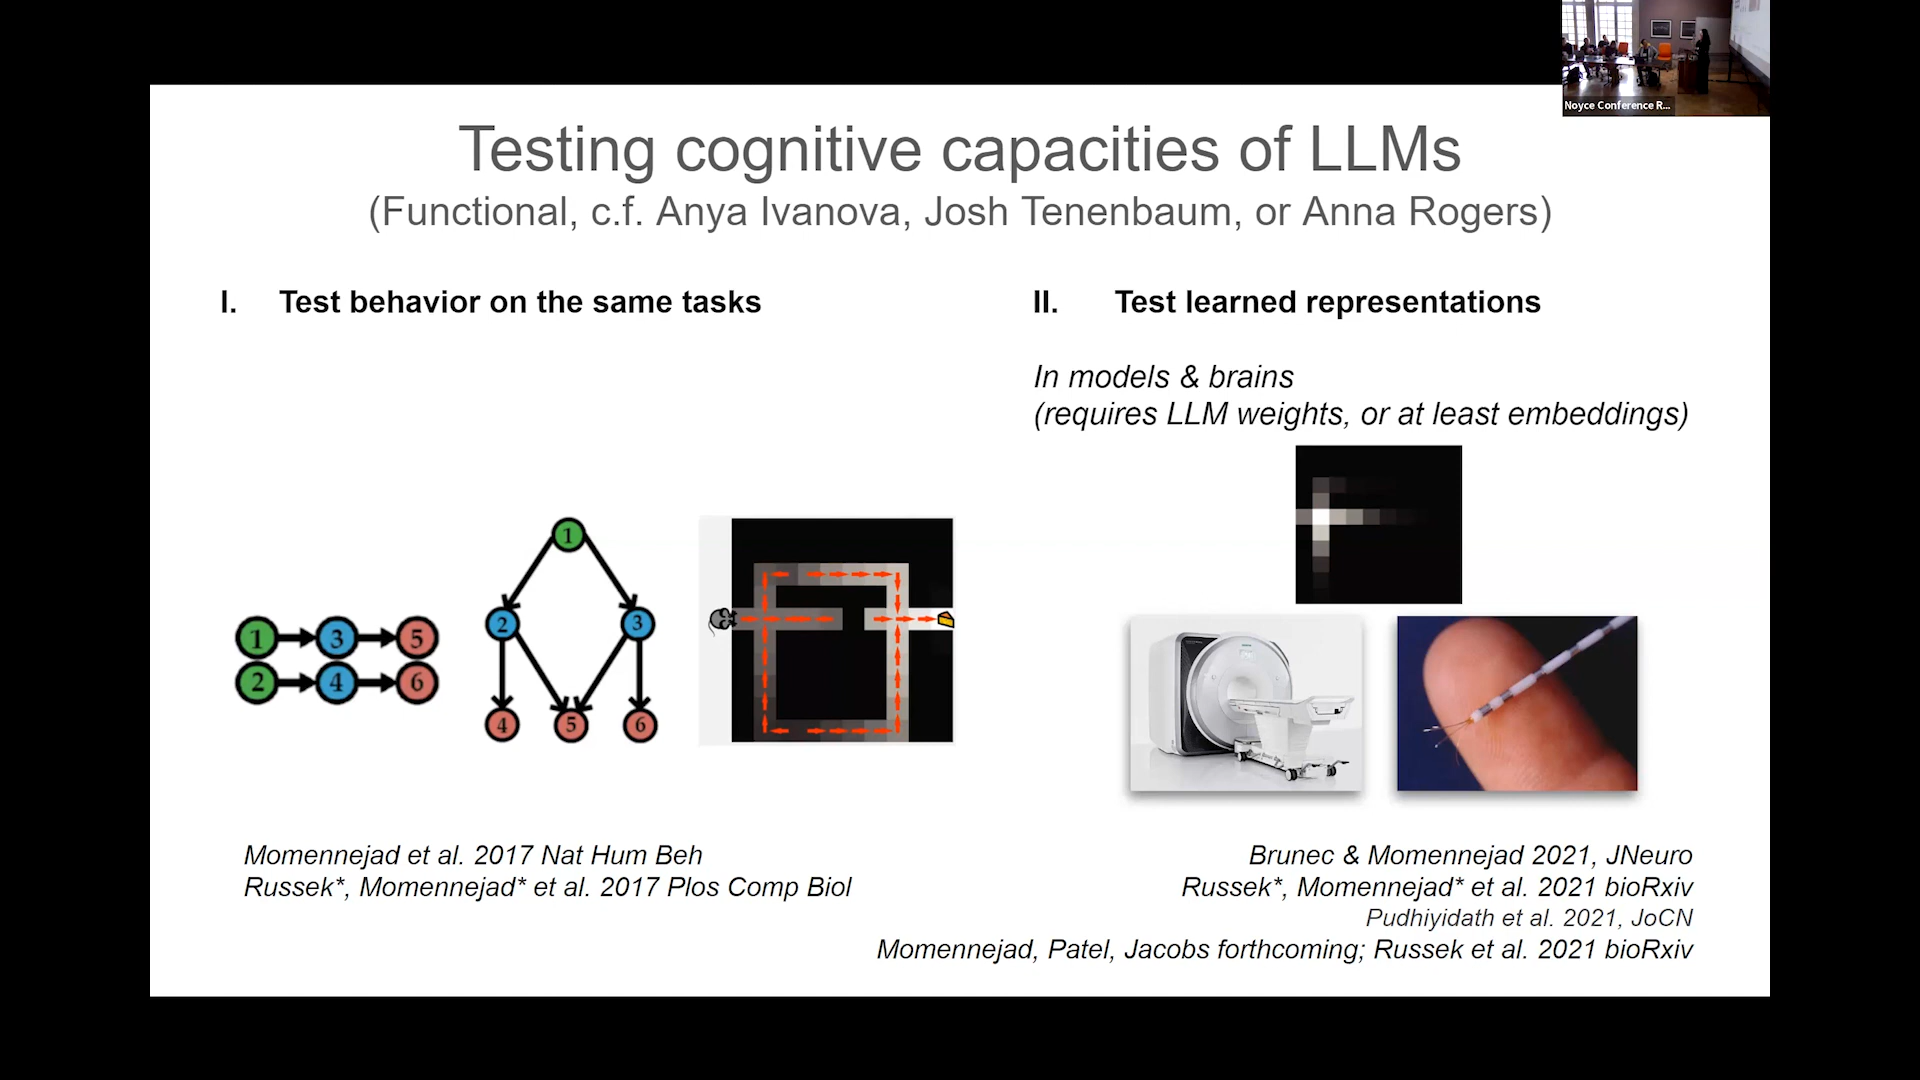 Noyce Conference R...
Testing cognitive capacities of LLMs
(Functional, c.f. Anya Ivanova, Josh Tenenbaum, or Anna Rogers)
I. Test behavior on the same tasks
II. Test learned representations
In models & brains
(requires LLM weights, or at least embeddings)
1 3 5
2 4 6
1
2 3
4 5 6
Momennejad et al. 2017 Nat Hum Beh
Russek*, Momennejad* et al. 2017 Plos Comp Biol
Brunec & Momennejad 2021, JNeuro
Russek*, Momennejad* et al. 2021 bioRxiv
Pudhiyidath et al. 2021, JoCN
Momennejad, Patel, Jacobs forthcoming; Russek et al. 2021 bioRxiv